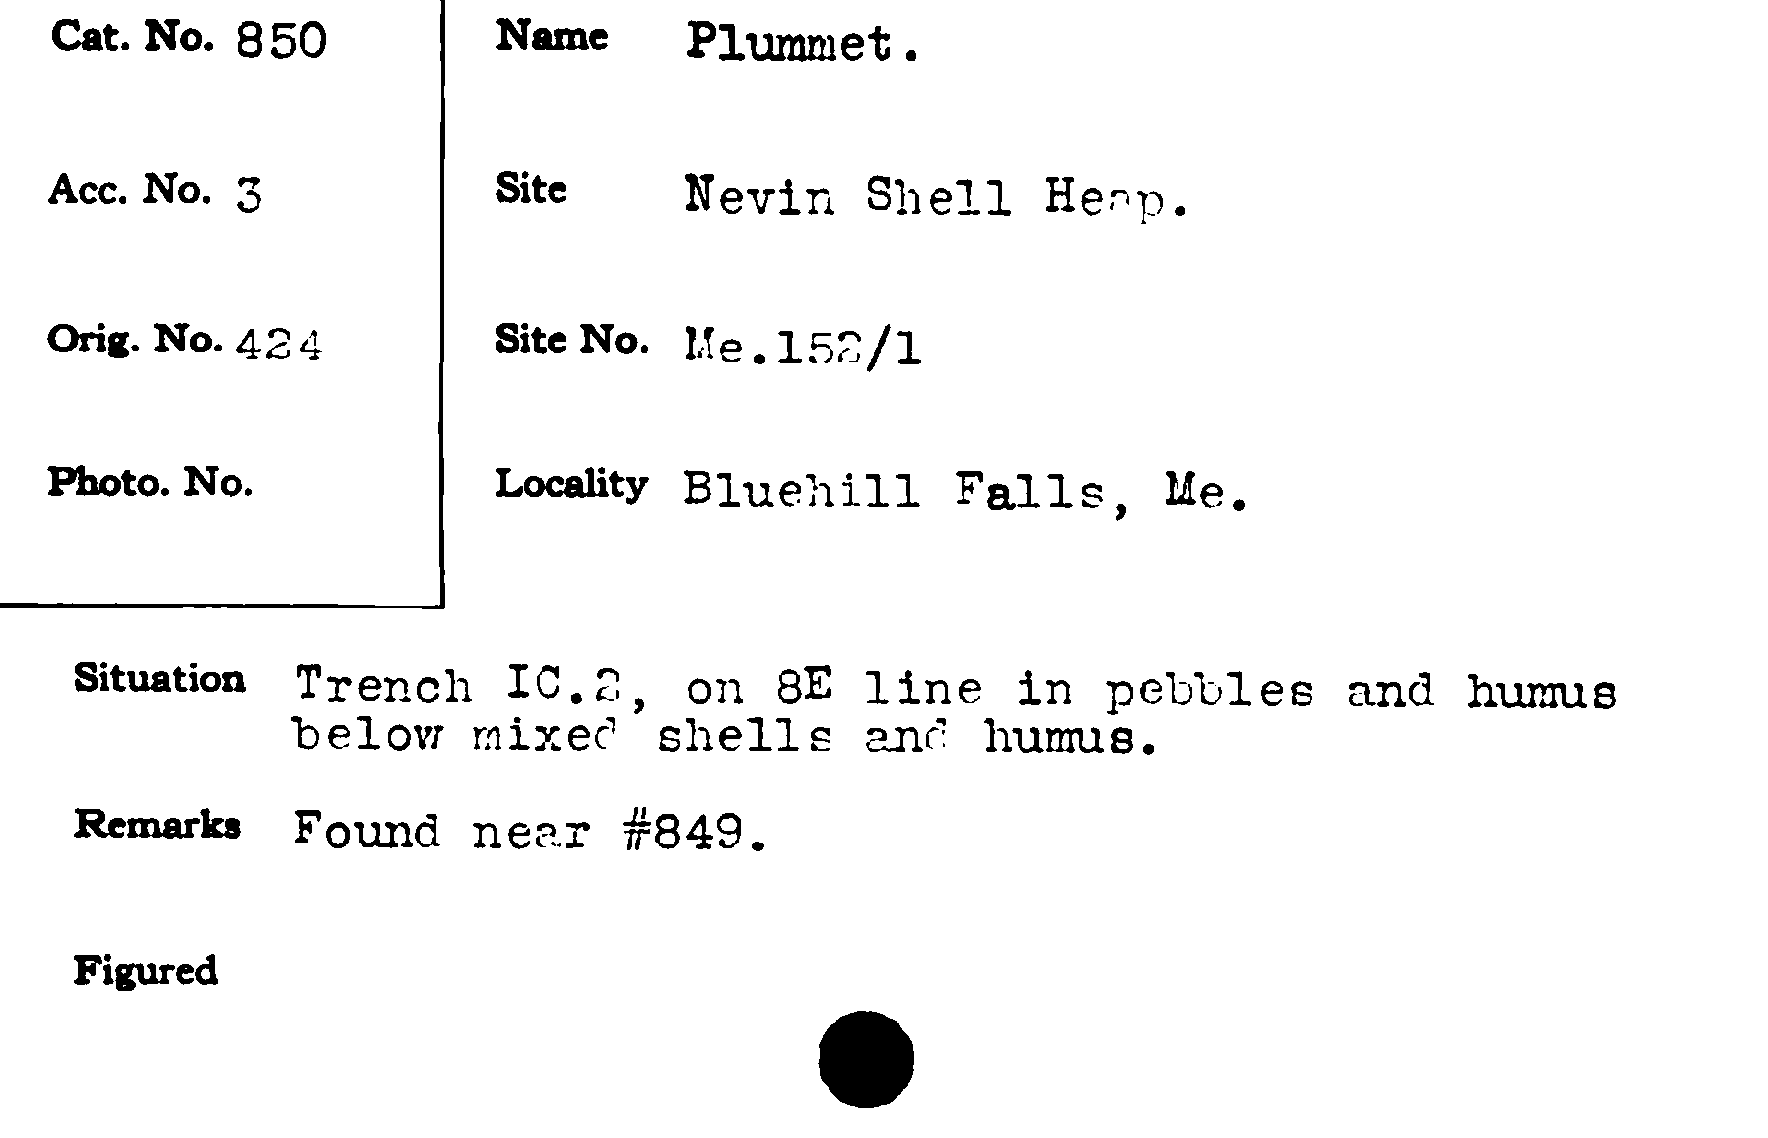 Cat. No. 850
Name Plummet.
Acc. No. 3
Site Nevin Shell Heap.
Orig. No. 424
Site No. Me.152/1
Photo. No.
Locality Bluehill Falls, Me.
Situation Trench IC.2, on 8E line in pebbles and humus
below mixed shells and humus.
Remarks Found near #849.
Figured